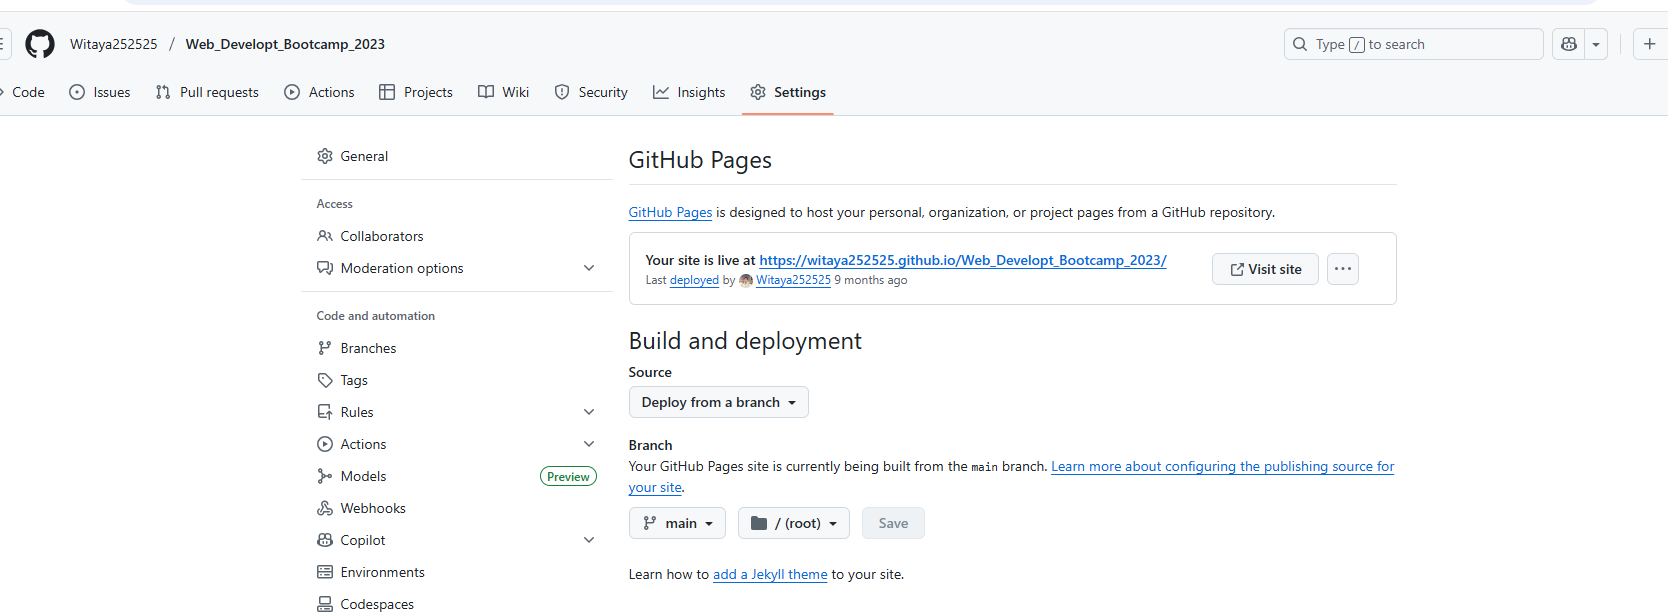 Witaya252525 / Web_Developt_Bootcamp_2023
Type / to search
Code Issues Pull requests Actions Projects Wiki Security Insights Settings
General
Access
Collaborators
Moderation options
Code and automation
Branches
Tags
Rules
Actions
Models Preview
Webhooks
Copilot
Environments
Codespaces
GitHub Pages
GitHub Pages is designed to host your personal, organization, or project pages from a GitHub repository.
Your site is live at https://witaya252525.github.io/Web_Developt_Bootcamp_2023/
Last deployed by Witaya252525 9 months ago
Visit site
Build and deployment
Source
Deploy from a branch
Branch
Your GitHub Pages site is currently being built from the main branch. Learn more about configuring the publishing source for
your site.
main / (root) Save
Learn how to add a Jekyll theme to your site.